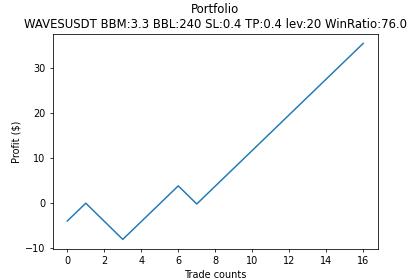 Portfolio
WAVESUSDT BBM:3.3 BBL:240 SL:0.4 TP:0.4 lev:20 WinRatio:76.0
30
20
10
0
−10
Profit ($)
0 2 4 6 8 10 12 14 16
Trade counts